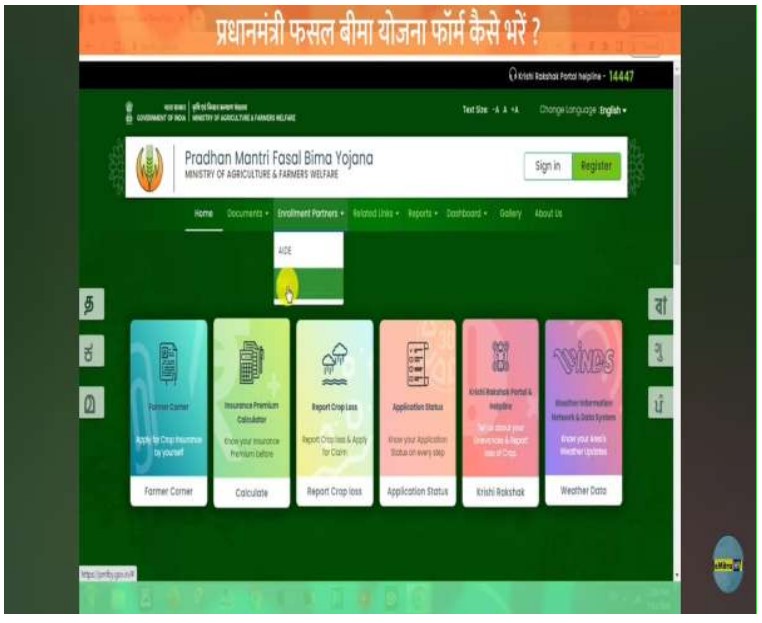 प्रधानमंत्री फसल बीमा योजना फॉर्म कैसे भरें ?
Krishi Rakshak Portal helpline - 14447
भारत सरकार
GOVERNMENT OF INDIA
MINISTRY OF AGRICULTURE & FARMERS WELFARE
Text Size: -A A +A
Change Language :English
Pradhan Mantri Fasal Bima Yojana
MINISTRY OF AGRICULTURE & FARMERS WELFARE
Sign in
Register
Home Documents Enrollment Partners Related Links Reports Dashboard Gallery About Us
AIDE
த
ಕ
മ
বাং
ગુ
ਪੰ
Farmer Corner
Apply for Crop Insurance
by yourself
Farmer Corner
Insurance Premium
Calculator
Know your Insurance
Premium before
Calculate
Report Crop Loss
Report Crop loss & Apply
for Claim
Report Crop loss
Application Status
Know your Application
Status on every step
Application Status
Krishi Rakshak Portal &
Helpline
Tell us about your
Grievances & Report
loss of Crop
Krishi Rakshak
WINDS
Weather Information
Network & Data System
Know your Area's
Weather Updates
Weather Data
https://pmfby.gov.in/#